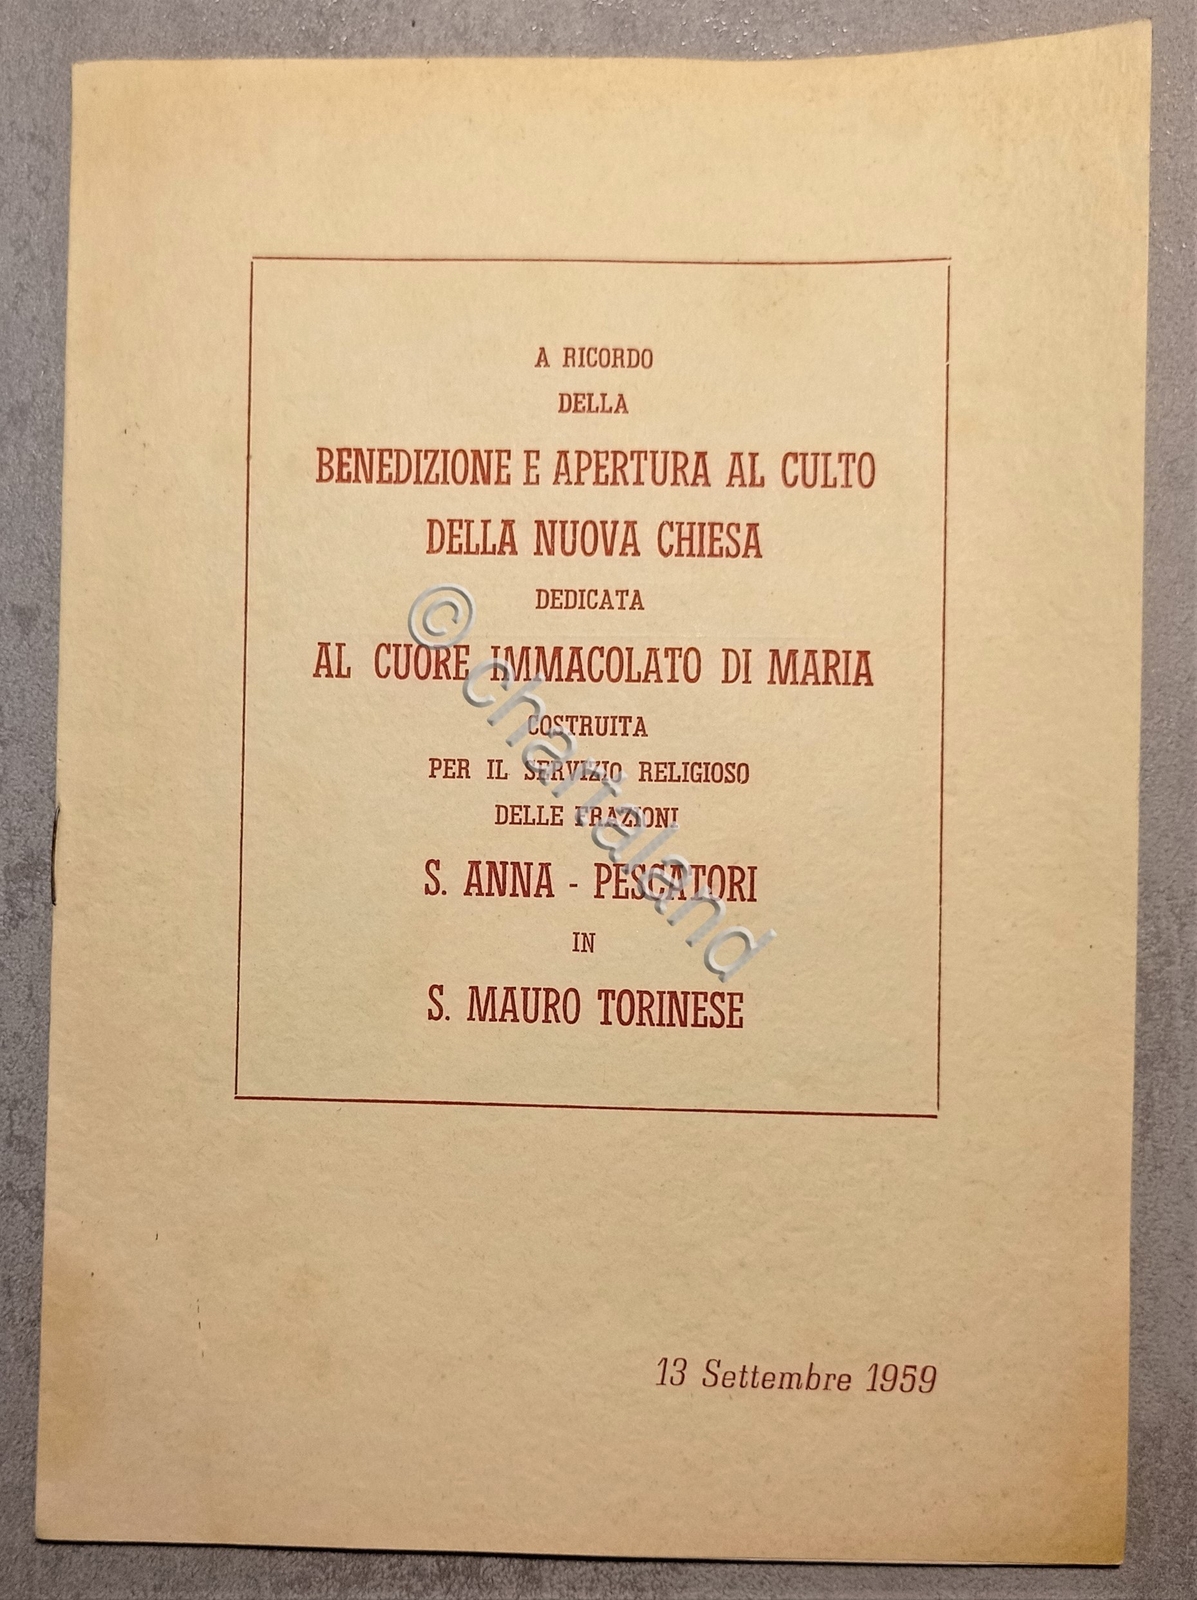 A RICORDO
DELLA
BENEDIZIONE E APERTURA AL CULTO
DELLA NUOVA CHIESA
DEDICATA
AL CUORE IMMACOLATO DI MARIA
COSTRUITA
PER IL SERVIZIO RELIGIOSO
DELLE FRAZIONI
S. ANNA - PESCATORI
IN
S. MAURO TORINESE
13 Settembre 1959
© chartaland